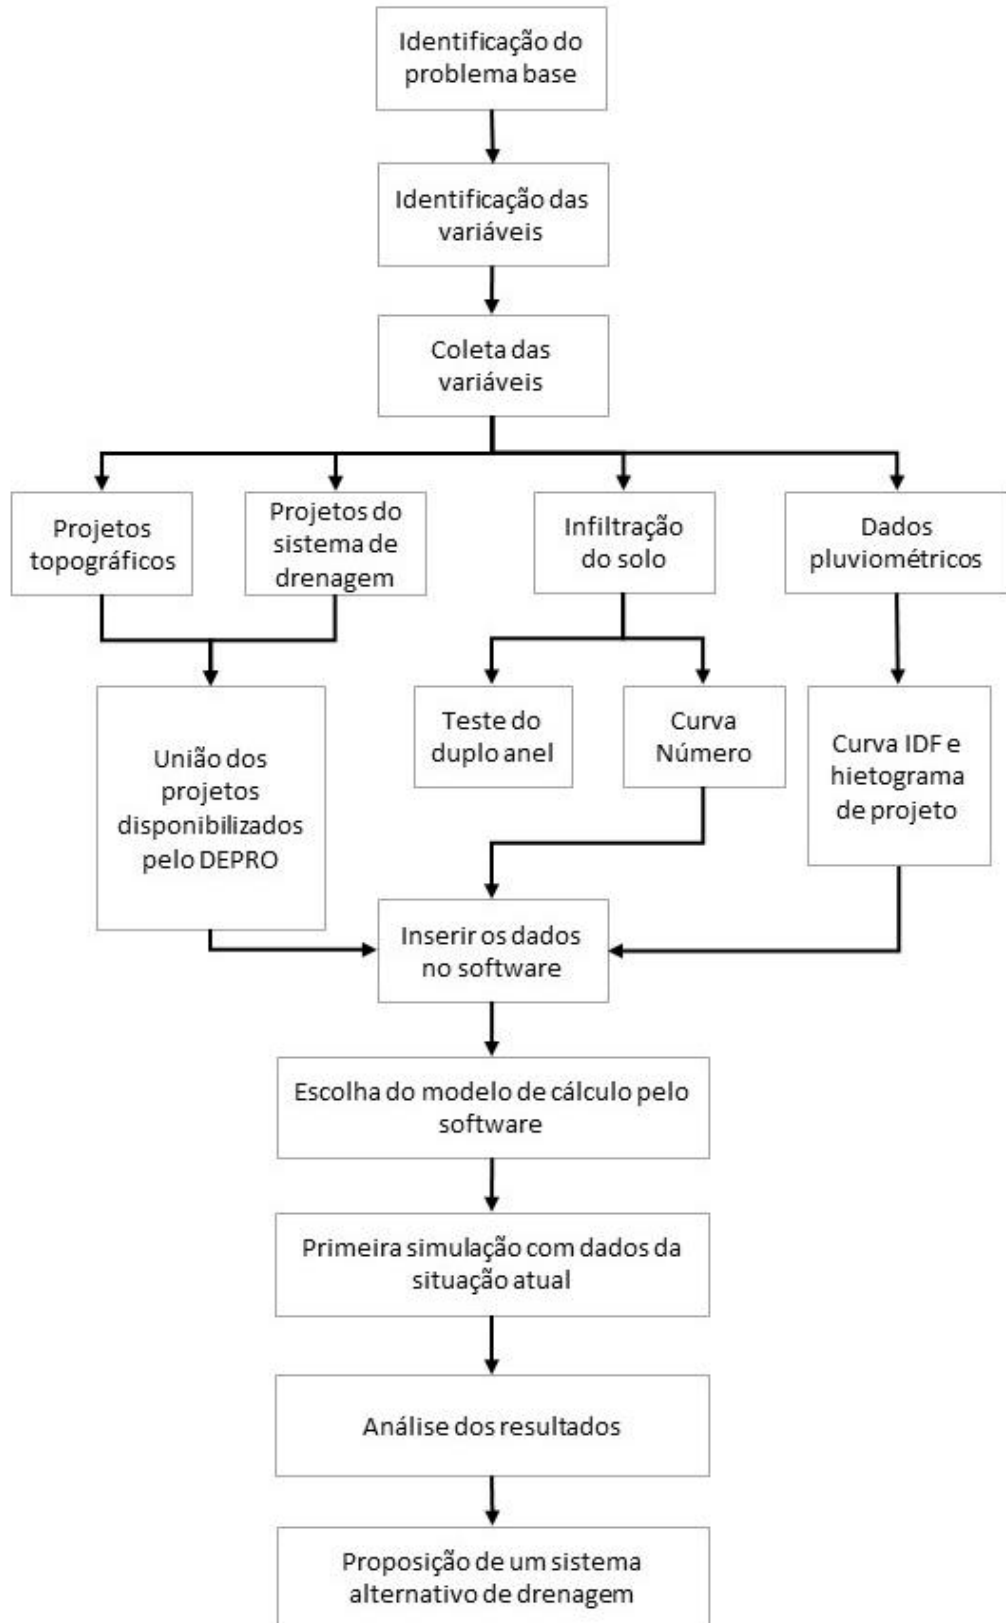 Identificação do
problema base
Identificação das
variáveis
Coleta das
variáveis
Projetos
topográficos
Projetos do
sistema de
drenagem
Infiltração
do solo
Dados
pluviométricos
União dos
projetos
disponibilizados
pelo DEPRO
Teste do
duplo anel
Curva
Número
Curva IDF e
hietograma
de projeto
Inserir os dados
no software
Escolha do modelo de cálculo pelo
software
Primeira simulação com dados da
situação atual
Análise dos resultados
Proposição de um sistema
alternativo de drenagem